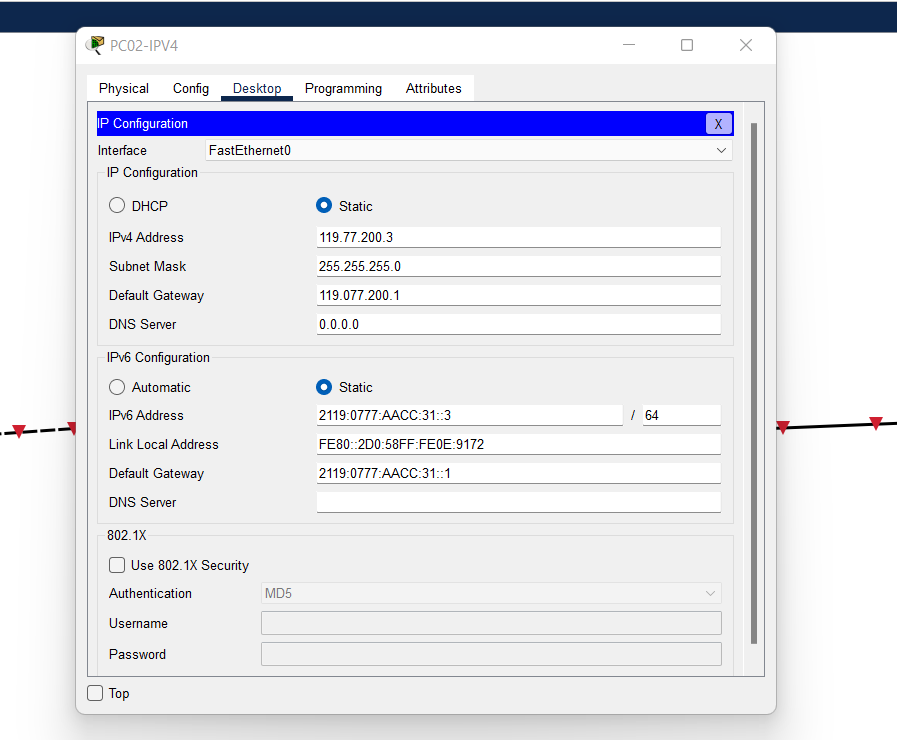 PC02-IPV4
Physical Config Desktop Programming Attributes
IP Configuration X
Interface FastEthernet0
IP Configuration
DHCP Static
IPv4 Address 119.77.200.3
Subnet Mask 255.255.255.0
Default Gateway 119.077.200.1
DNS Server 0.0.0.0
IPv6 Configuration
Automatic Static
IPv6 Address 2119:0777:AACC:31::3 / 64
Link Local Address FE80::2D0:58FF:FE0E:9172
Default Gateway 2119:0777:AACC:31::1
DNS Server
802.1X
Use 802.1X Security
Authentication MD5
Username
Password
Top